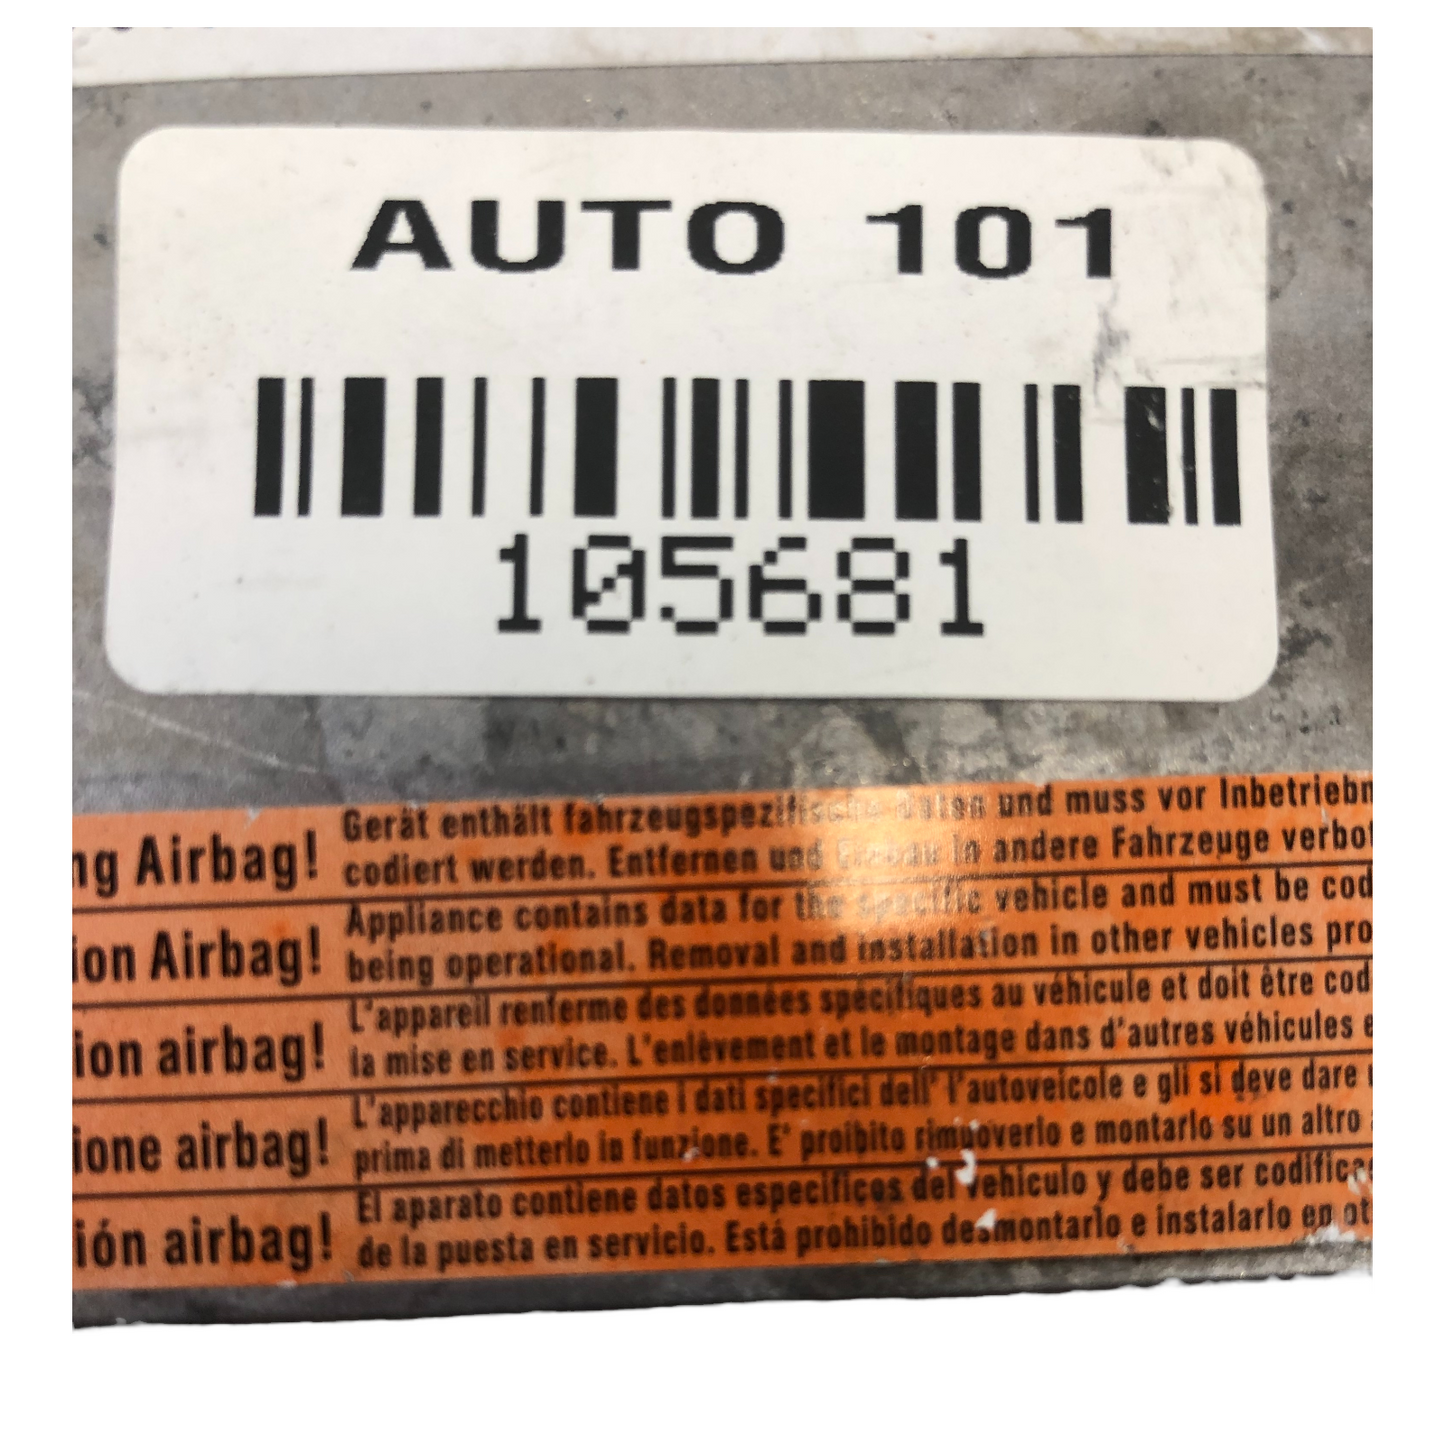 AUTO 101
105681
ng Airbag!
Gerät enthält fahrzeugspezifische Daten und muss vor Inbetriebn
codiert werden. Entfernen und Einbau in andere Fahrzeuge verbot
ion Airbag!
Appliance contains data for the specific vehicle and must be cod
being operational. Removal and installation in other vehicles pro
ion airbag!
L'appareil renferme des données spécifiques au véhicule et doit être cod
la mise en service. L'enlèvement et le montage dans d'autres véhicules e
ione airbag!
L'apparecchio contiene i dati specifici dell' l'autoveicole e gli si deve dare
prima di metterlo in funzione. E' proibito rimuoverlo e montarlo su un altro
ión airbag!
El aparato contiene datos específicos del vehiculo y debe ser codifica
de la puesta en servicio. Está prohibido desmontarlo e instalarlo en ot